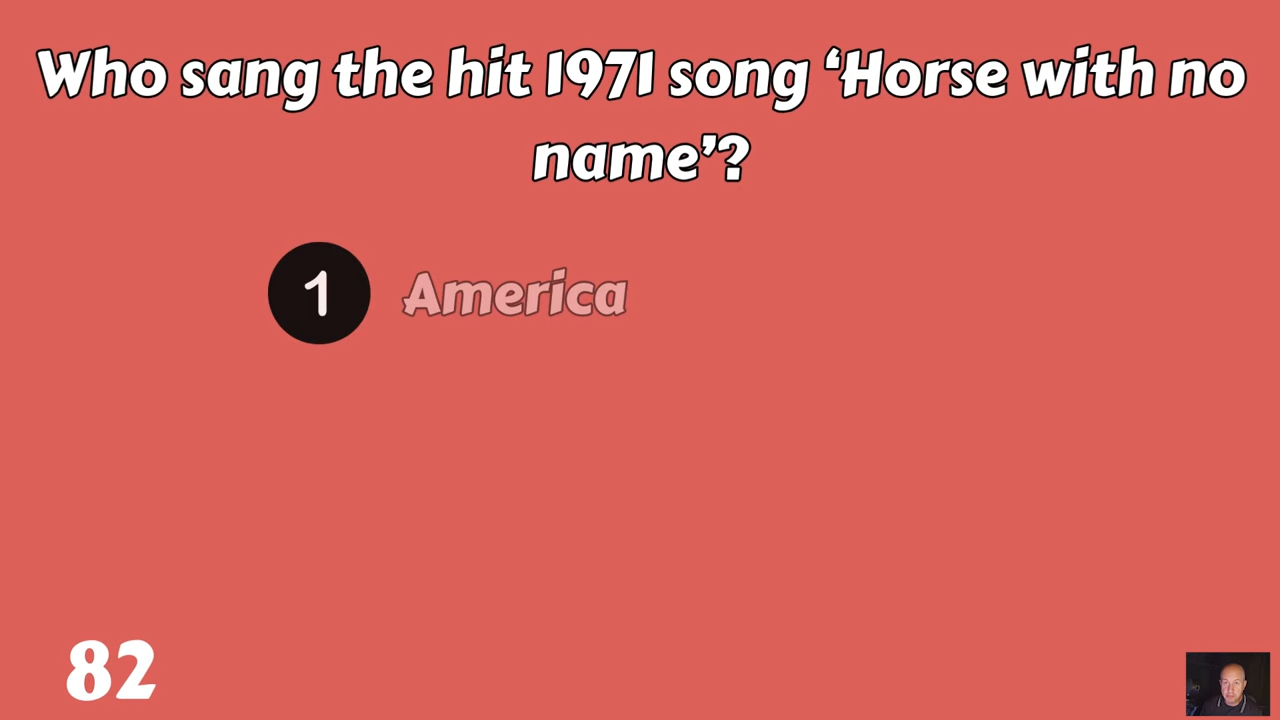 Who sang the hit 1971 song ‘Horse with no
name’?
1 America
82